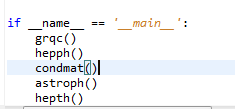 if __name__ == '__main__':
    grqc()
    hepph()
    condmat()
    astroph()
    hepth()